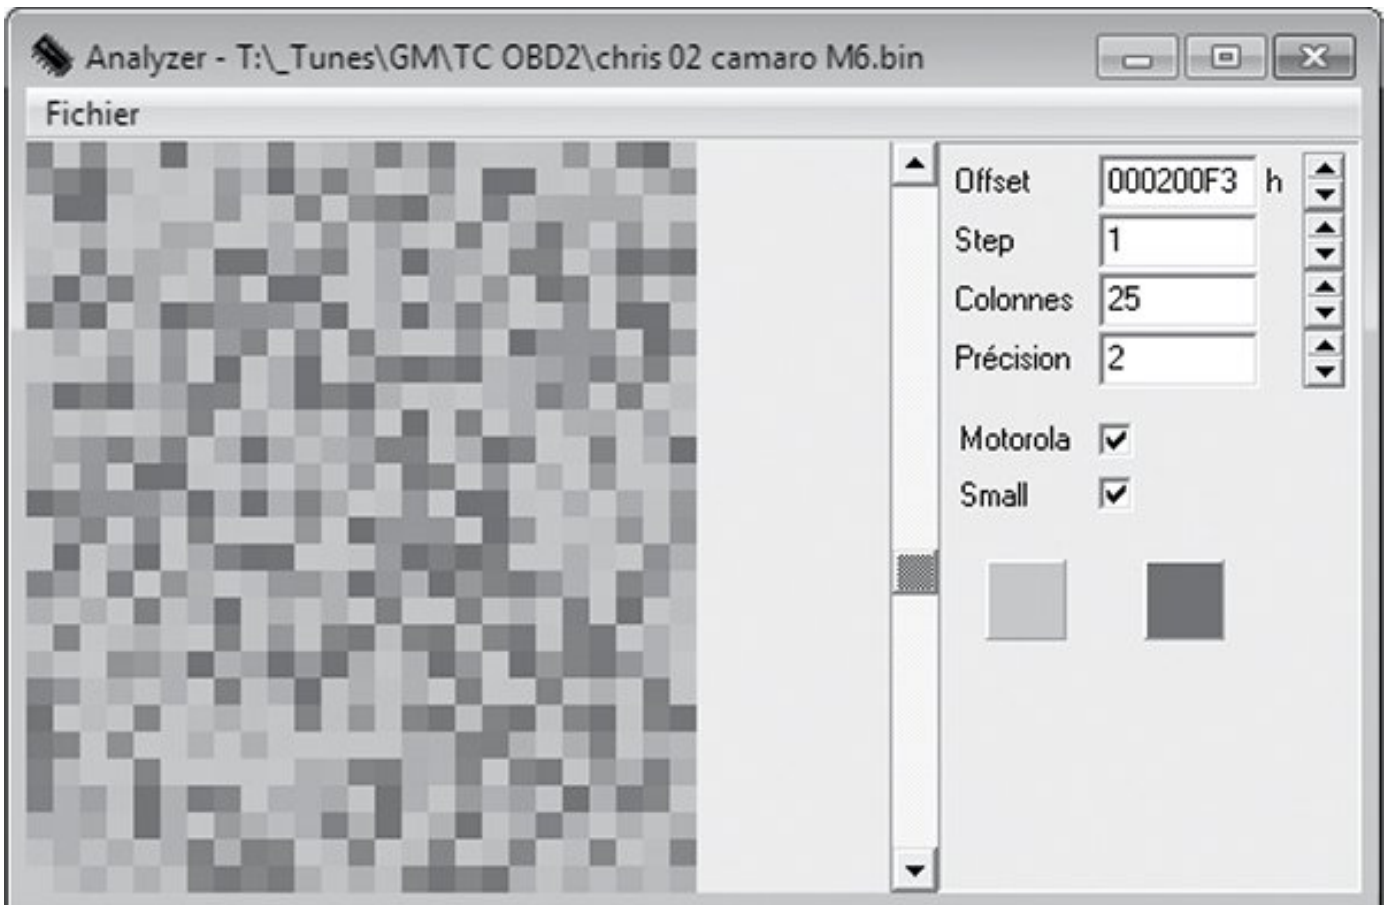 Analyzer - T:\_Tunes\GM\TC OBD2\chris 02 camaro M6.bin
Fichier
Offset 000200F3 h
Step 1
Colonnes 25
Précision 2
Motorola
Small